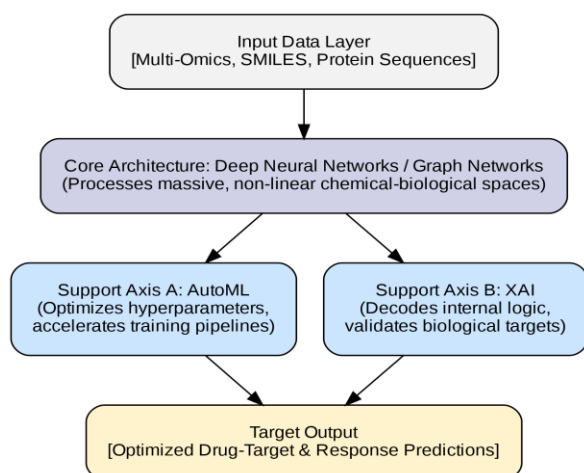 Input Data Layer
[Multi-Omics, SMILES, Protein Sequences]
Core Architecture: Deep Neural Networks / Graph Networks
(Processes massive, non-linear chemical-biological spaces)
Support Axis A: AutoML
(Optimizes hyperparameters,
accelerates training pipelines)
Support Axis B: XAI
(Decodes internal logic,
validates biological targets)
Target Output
[Optimized Drug-Target & Response Predictions]